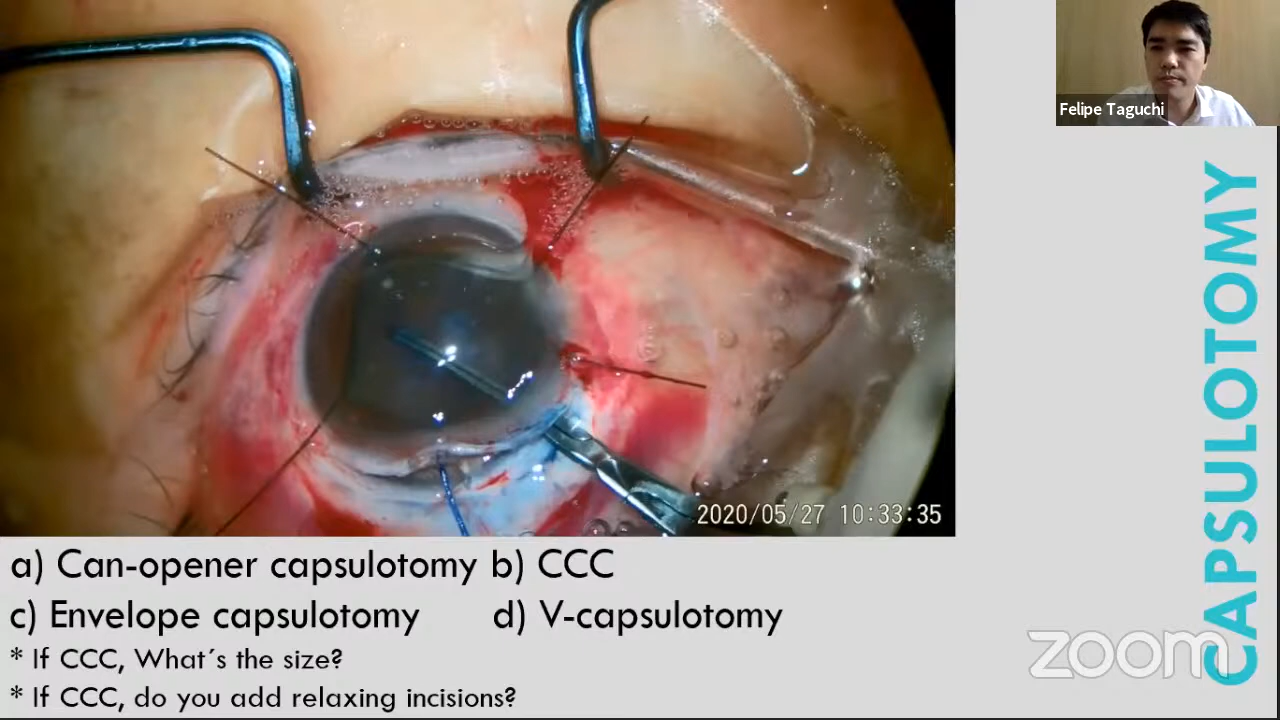 Felipe Taguchi
CAPSULOTOMY
2020/05/27 10:33:35
a) Can-opener capsulotomy b) CCC
c) Envelope capsulotomy d) V-capsulotomy
* If CCC, What´s the size?
* If CCC, do you add relaxing incisions?
zoom